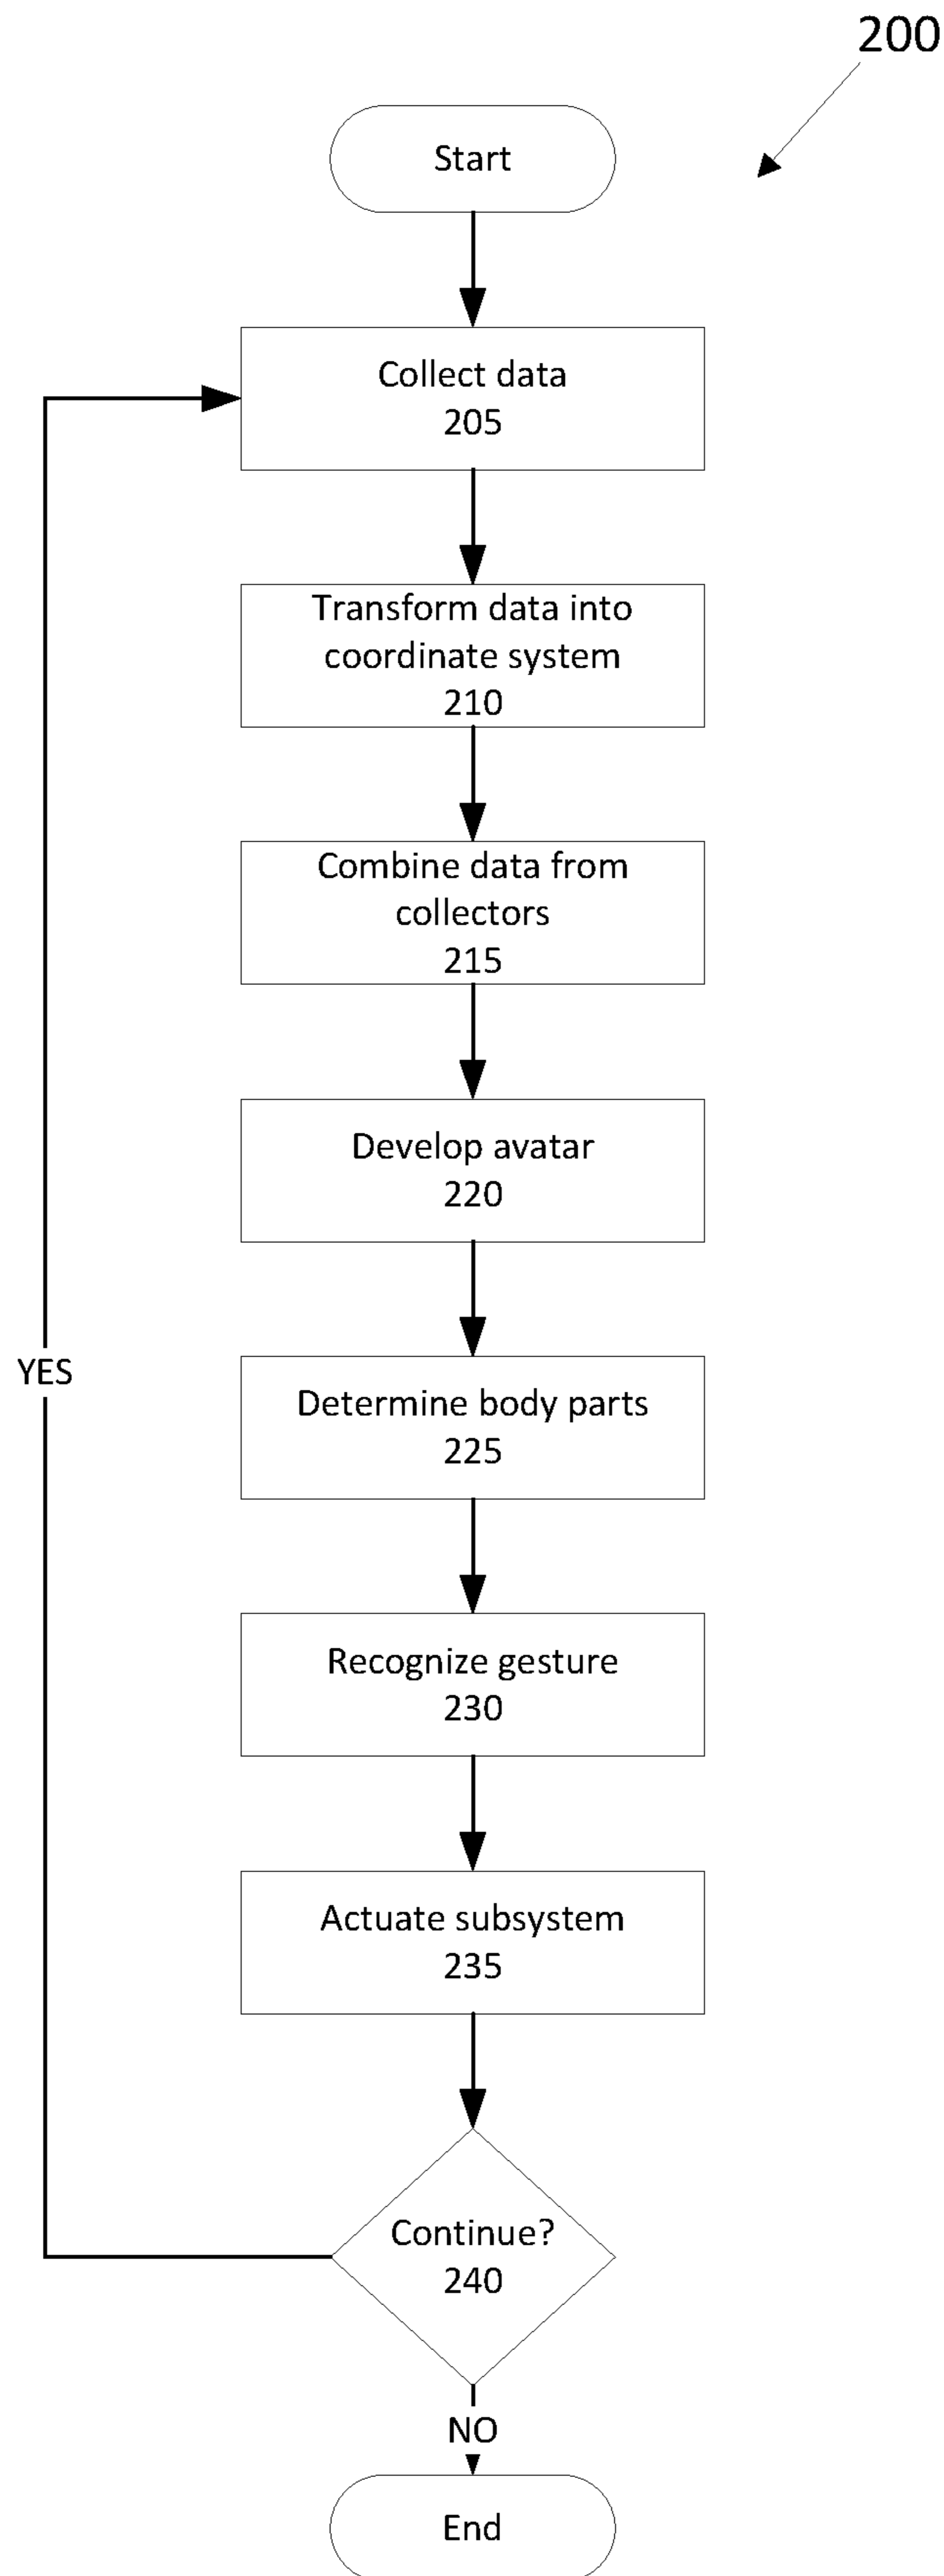 200
Start
Collect data
205
Transform data into
coordinate system
210
Combine data from
collectors
215
Develop avatar
220
YES
Determine body parts
225
Recognize gesture
230
Actuate subsystem
235
Continue?
240
NO
End